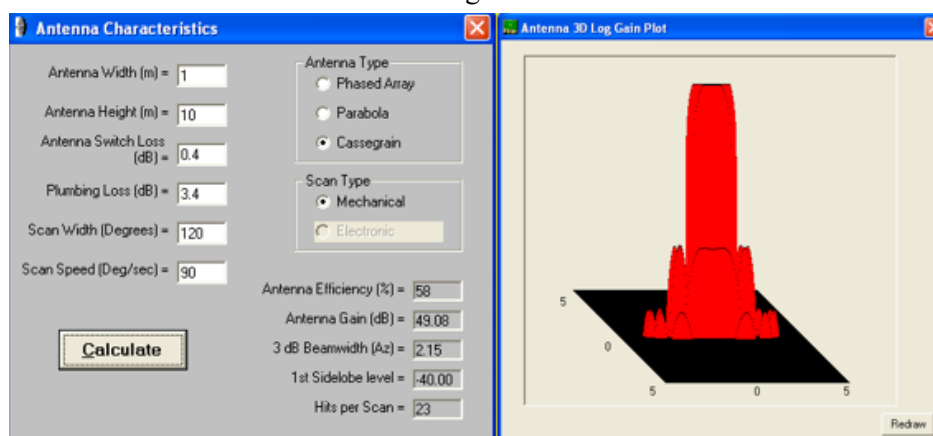 Antenna Characteristics
Antenna Width (m) = 1
Antenna Height (m) = 10
Antenna Switch Loss
(dB) = 0.4
Plumbing Loss (dB) = 3.4
Scan Width (Degrees) = 120
Scan Speed (Deg/sec) = 90
Calculate
Antenna Type
Phased Array
Parabola
Cassegrain
Scan Type
Mechanical
Electronic
Antenna Efficiency (%) = 58
Antenna Gain (dB) = 49.08
3 dB Beamwidth (Az) = 2.15
1st Sidelobe level = -40.00
Hits per Scan = 23
Antenna 3D Log Gain Plot
5
0
5
0
5
Redraw